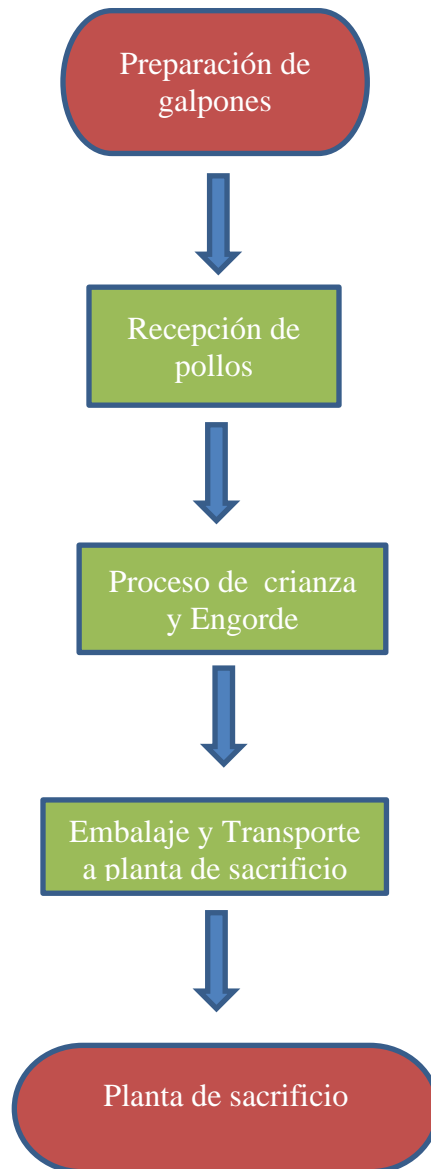 Preparación de
galpones
Recepción de
pollos
Proceso de  crianza
y Engorde
Embalaje y Transporte
a planta de sacrificio
Planta de sacrificio